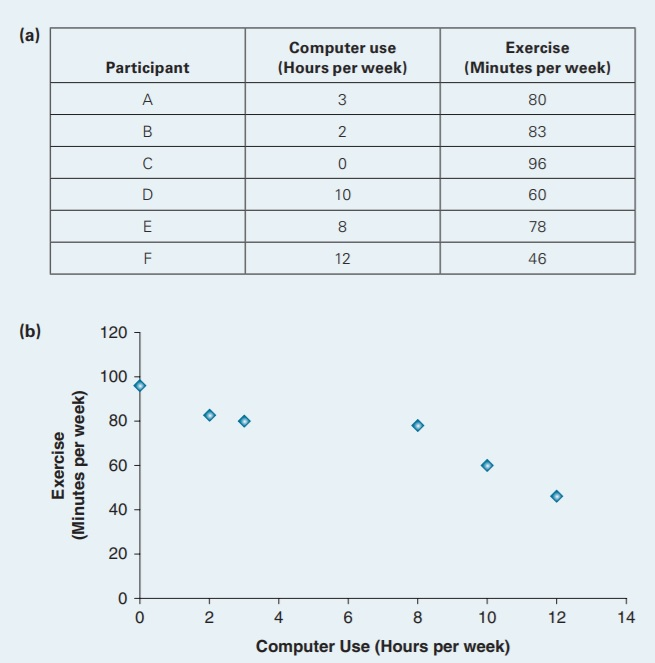 (a)
Participant Computer use (Hours per week) Exercise (Minutes per week)
A 3 80
B 2 83
C 0 96
D 10 60
E 8 78
F 12 46
(b)
Exercise
(Minutes per week)
120
100
80
60
40
20
0
0 2 4 6 8 10 12 14
Computer Use (Hours per week)